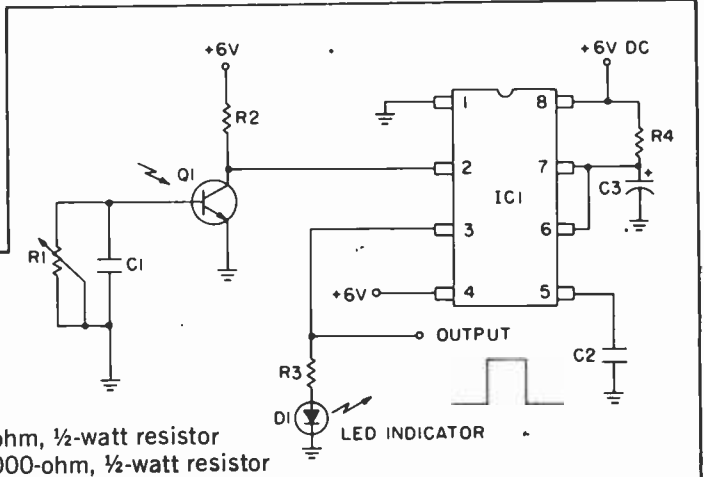 +6V
+6V DC
R2
1
8
R4
Q1
2
7
C3
+
IC1
3
6
R1
C1
+6V
4
5
OUTPUT
C2
R3
D1
LED INDICATOR
ohm, ½-watt resistor
000-ohm, ½-watt resistor